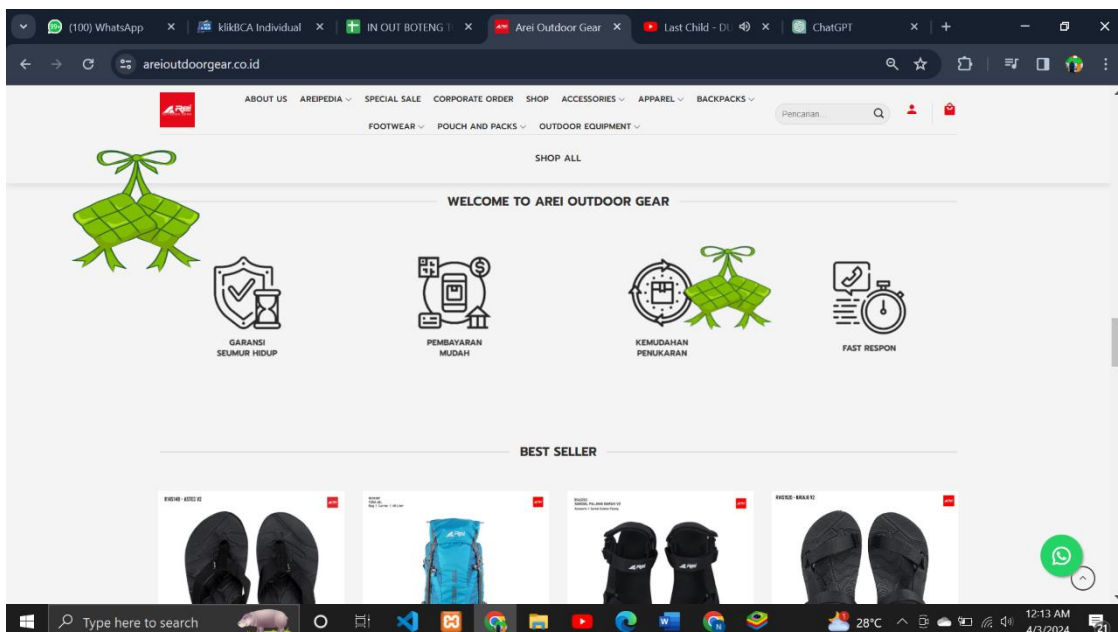 (100) WhatsApp
klikBCA Individual
IN OUT BOTENG T
Arei Outdoor Gear
Last Child - DU
ChatGPT
areioutdoorgear.co.id
ABOUT US AREIPEDIA SPECIAL SALE CORPORATE ORDER SHOP ACCESSORIES APPAREL BACKPACKS
FOOTWEAR POUCH AND PACKS OUTDOOR EQUIPMENT
Pencarian...
SHOP ALL
WELCOME TO AREI OUTDOOR GEAR
GARANSI
SEUMUR HIDUP
PEMBAYARAN
MUDAH
KEMUDAHAN
PENUKARAN
FAST RESPON
BEST SELLER
Type here to search
28°C
12:13 AM
4/3/2024
21